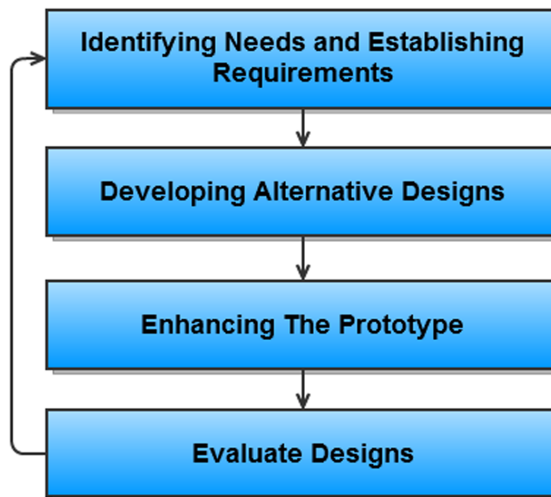 Identifying Needs and Establishing
Requirements
Developing Alternative Designs
Enhancing The Prototype
Evaluate Designs